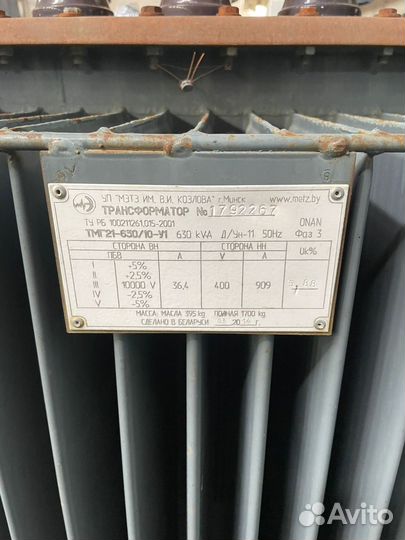 УП "МЭТЗ ИМ. В.И. КОЗЛОВА" г.Минск www.metz.by
ТРАНСФОРМАТОР № 1792267
ТУ РБ 100211261.015-2001 ONAN
ТМГ21-630/10-У1 630 kVA Д/Ун-11 50Hz Фаз 3
СТОРОНА ВН СТОРОНА НН Uk%
ПБВ А V А
I +5%
II +2,5%
III 10000 V 36,4 400 909
IV -2,5%
V -5%
МАССА: МАСЛА 395 kg ПОЛНАЯ 1700 kg
СДЕЛАНО В БЕЛАРУСИ 20 г.
Avito